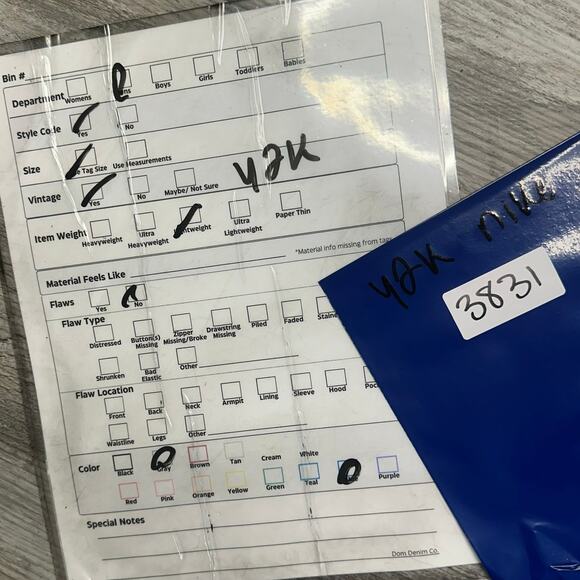 Bin #
Department Womens Mens Boys Girls Toddlers Babies
Style Code Yes No
Size Use Tag Size Use Measurements
Vintage Yes No Maybe/ Not Sure Y2K
Item Weight Heavyweight Ultra Heavyweight Lightweight Ultra Lightweight Paper Thin
*Material info missing from tags
Material Feels Like
Flaws Yes No
Flaw Type
Distressed Button(s) Missing Zipper Missing/Broke Drawstring Missing Pilled Faded Staine
Shrunken Bad Elastic Other
Flaw Location
Front Back Neck Armpit Lining Sleeve Hood Poc
Waistline Legs Other
Color Black Gray Brown Tan Cream White
Red Pink Orange Yellow Green Teal Purple
Special Notes
Dom Denim Co.
Y2K nike
3831